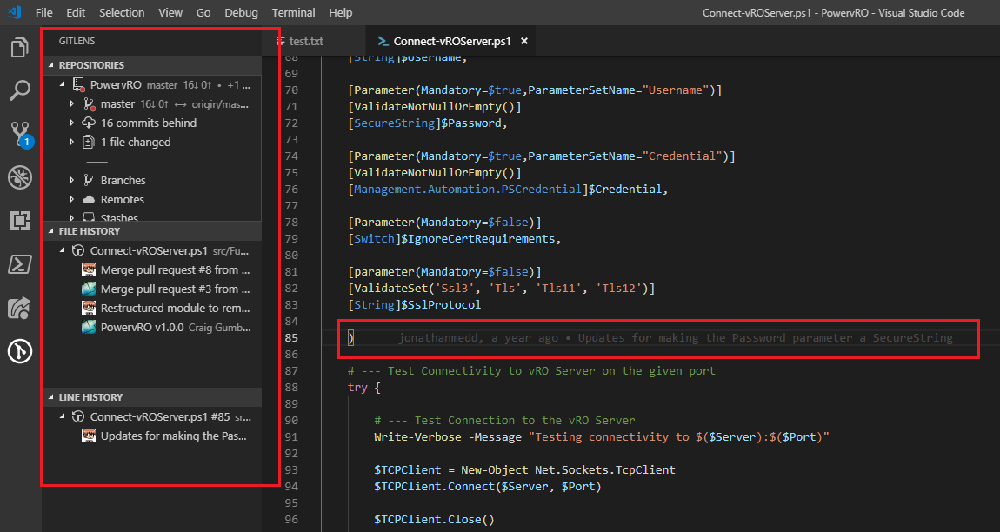 File Edit Selection View Go Debug Terminal Help Connect-vROServer.ps1 - PowervRO - Visual Studio Code
GITLENS
REPOSITORIES
PowervRO master 16↓ 0↑ • +1 ...
master 16↓ 0↑ ↔ origin/mas...
16 commits behind
1 file changed
Branches
Remotes
Stashes
FILE HISTORY
Connect-vROServer.ps1 src/Fu...
Merge pull request #8 from ...
Merge pull request #3 from ...
Restructured module to rem...
PowervRO v1.0.0 Craig Gumb...
LINE HISTORY
Connect-vROServer.ps1 #85 sr...
Updates for making the Pas...
1
test.txt Connect-vROServer.ps1 ×
68 [String]$Username,
69
70 [Parameter(Mandatory=$true,ParameterSetName="Username")]
71 [ValidateNotNullOrEmpty()]
72 [SecureString]$Password,
73
74 [Parameter(Mandatory=$true,ParameterSetName="Credential")]
75 [ValidateNotNullOrEmpty()]
76 [Management.Automation.PSCredential]$Credential,
77
78 [Parameter(Mandatory=$false)]
79 [Switch]$IgnoreCertRequirements,
80
81 [parameter(Mandatory=$false)]
82 [ValidateSet('Ssl3', 'Tls', 'Tls11', 'Tls12')]
83 [String]$SslProtocol
84
85 ) jonathanmedd, a year ago • Updates for making the Password parameter a SecureString
86
87 # --- Test Connectivity to vRO Server on the given port
88 try {
89
90 # --- Test Connection to the vRO Server
91 Write-Verbose -Message "Testing connectivity to $($Server):$($Port)"
92
93 $TCPClient = New-Object Net.Sockets.TcpClient
94 $TCPClient.Connect($Server, $Port)
95
96 $TCPClient.Close()